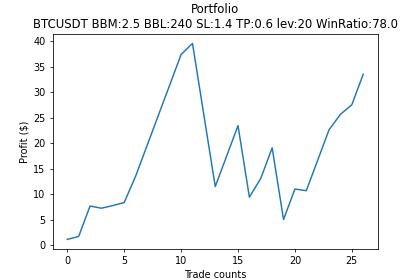 Portfolio
BTCUSDT BBM:2.5 BBL:240 SL:1.4 TP:0.6 lev:20 WinRatio:78.0
40
35
30
25
20
15
10
5
0
Profit ($)
0 5 10 15 20 25
Trade counts